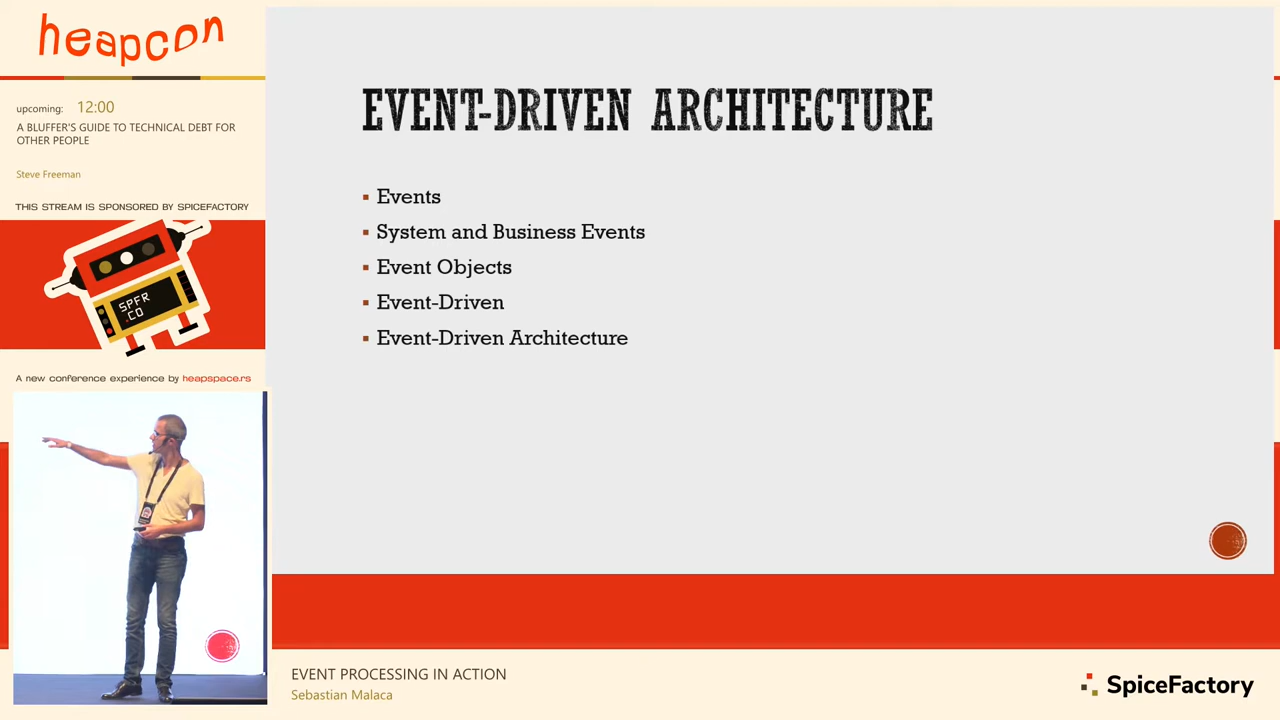 heapcon
upcoming: 12:00
A BLUFFER'S GUIDE TO TECHNICAL DEBT FOR
OTHER PEOPLE
Steve Freeman
THIS STREAM IS SPONSORED BY SPICEFACTORY
SPFR
.CO
A new conference experience by heapspace.rs
EVENT-DRIVEN ARCHITECTURE
▪ Events
▪ System and Business Events
▪ Event Objects
▪ Event-Driven
▪ Event-Driven Architecture
EVENT PROCESSING IN ACTION
Sebastian Malaca
SpiceFactory